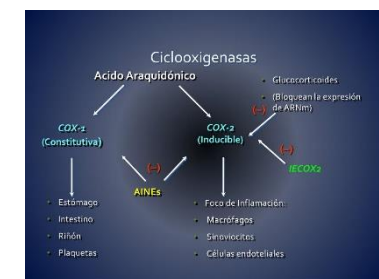 Ciclooxigenasas
Acido Araquidónico
Glucocorticoides
(Bloquean la expresión
de ARNm)
(–)
COX-1
(Constitutiva)
COX-2
(Inducible)
(–)
(–)
IECOX2
AINEs
Estómago
Intestino
Riñón
Plaquetas
Foco de Inflamación:
Macrófagos
Sinoviocitos
Células endoteliales